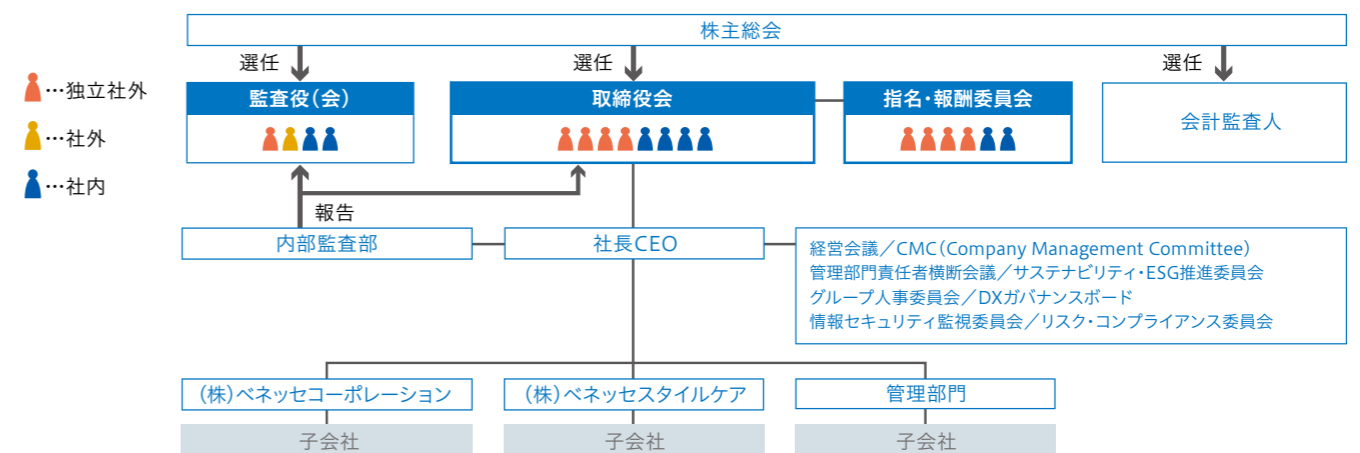 株主総会
選任
選任
選任
…独立社外
…社外
…社内
監査役(会)
取締役会
指名・報酬委員会
会計監査人
報告
内部監査部
社長CEO
経営会議／CMC(Company Management Committee)
管理部門責任者横断会議／サステナビリティ・ESG推進委員会
グループ人事委員会／DXガバナンスボード
情報セキュリティ監視委員会／リスク・コンプライアンス委員会
(株)ベネッセコーポレーション
(株)ベネッセスタイルケア
管理部門
子会社
子会社
子会社